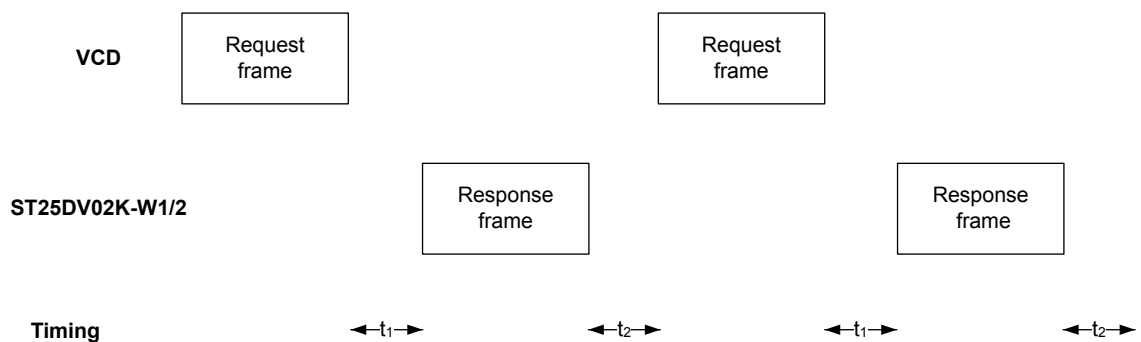 VCD
Request
frame
Request
frame
ST25DV02K-W1/2
Response
frame
Response
frame
Timing
t1
t2
t1
t2